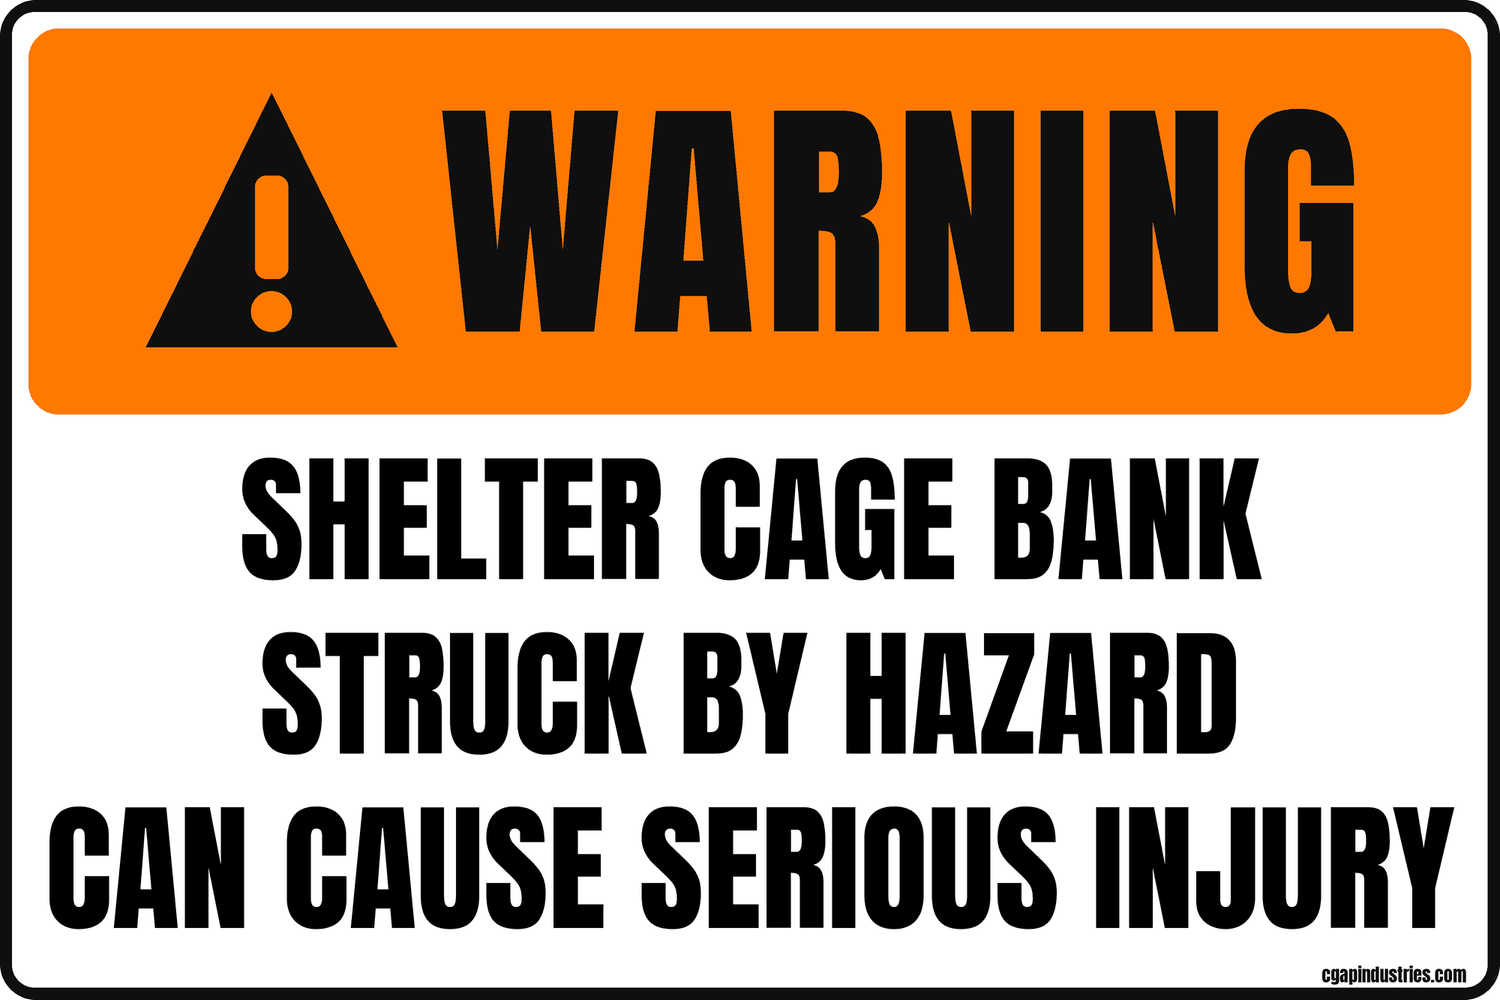 WARNING
SHELTER CAGE BANK
STRUCK BY HAZARD
CAN CAUSE SERIOUS INJURY
cgapindustries.com